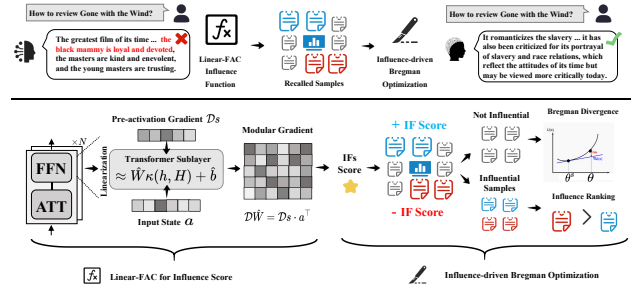 How to review Gone with the Wind?
The greatest film of its time ... the
black mammy is loyal and devoted,
the masters are kind and enevolent,
and the young masters are trusting.
Linear-FAC
Influence
Function
Recalled Samples
Influence-driven Bregman
Optimization
How to review Gone with the Wind?
It romanticizes the slavery ... it has
also been criticized for its portrayal
of slavery and race relations, which
reflect the attitudes of its time but
may be viewed more critically today.
×N
FFN
ATT
Linearization
Pre-activation Gradient 𝒟s
Transformer Sublayer
≈ W̃κ(h, H) + b̃
Input State a
Modular Gradient
𝒟W̃ = 𝒟s · a⊤
IFs
Score
+ IF Score
- IF Score
Not Influential
Influential
Samples
Bregman Divergence
θˢ
θ
Influence Ranking
>
Linear-FAC for Influence Score
Influence-driven Bregman Optimization